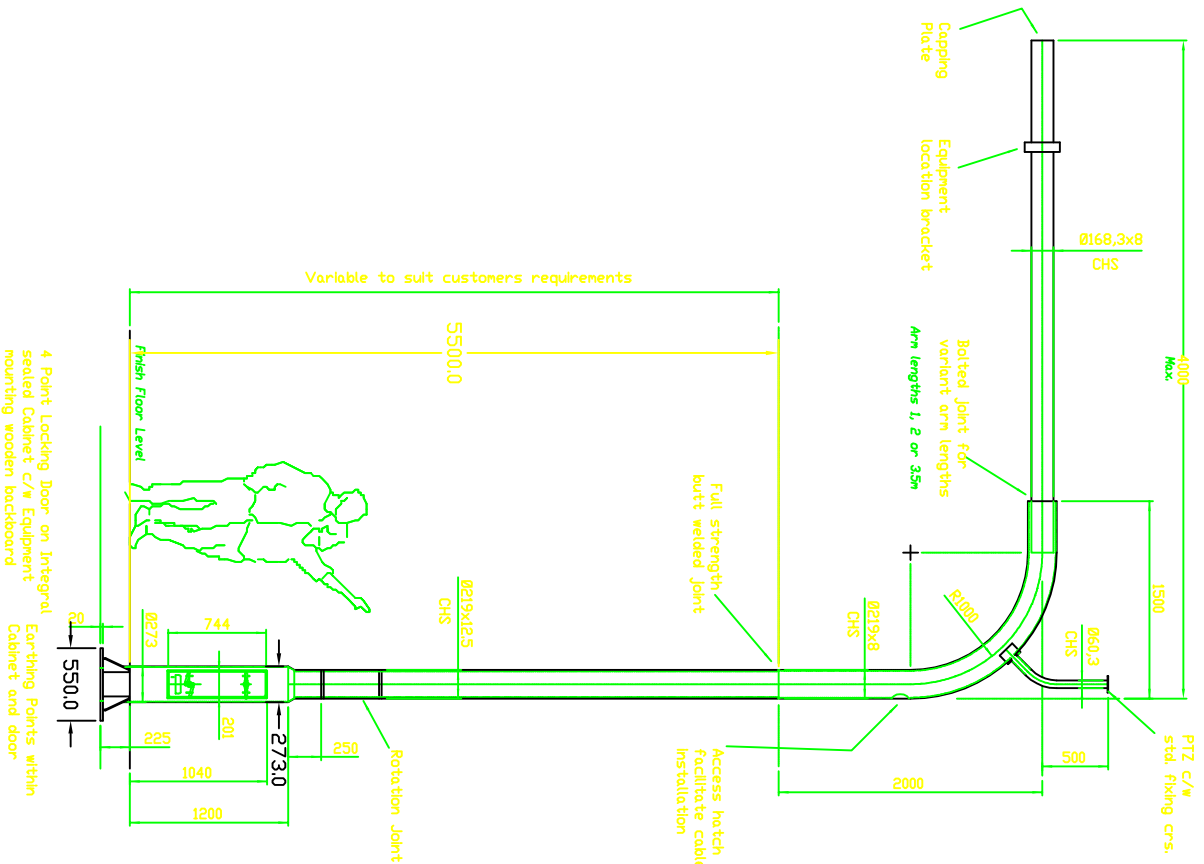 Capping
Plate
Equipment
location bracket
Ø168,3x8
CHS
4000
Max.
Bolted joint for
variant arm lengths
Arm lengths 1, 2 or 3.5m
1500
R1000
Ø60,3
CHS
PTZ c/w
std. fixing crs.
500
2000
Ø219x8
CHS
Access hatch
facilitate cable
installation
Full strength
butt welded joint
Variable to suit customers requirements
5500.0
Ø219x12.5
CHS
Rotation Joint
250
Finish Floor Level
4 Point Locking Door on Integral
sealed Cabinet c/w Equipment
mounting wooden backboard
Earthing Points within
Cabinet and door
20
550.0
Ø273
744
201
273.0
225
1040
1200